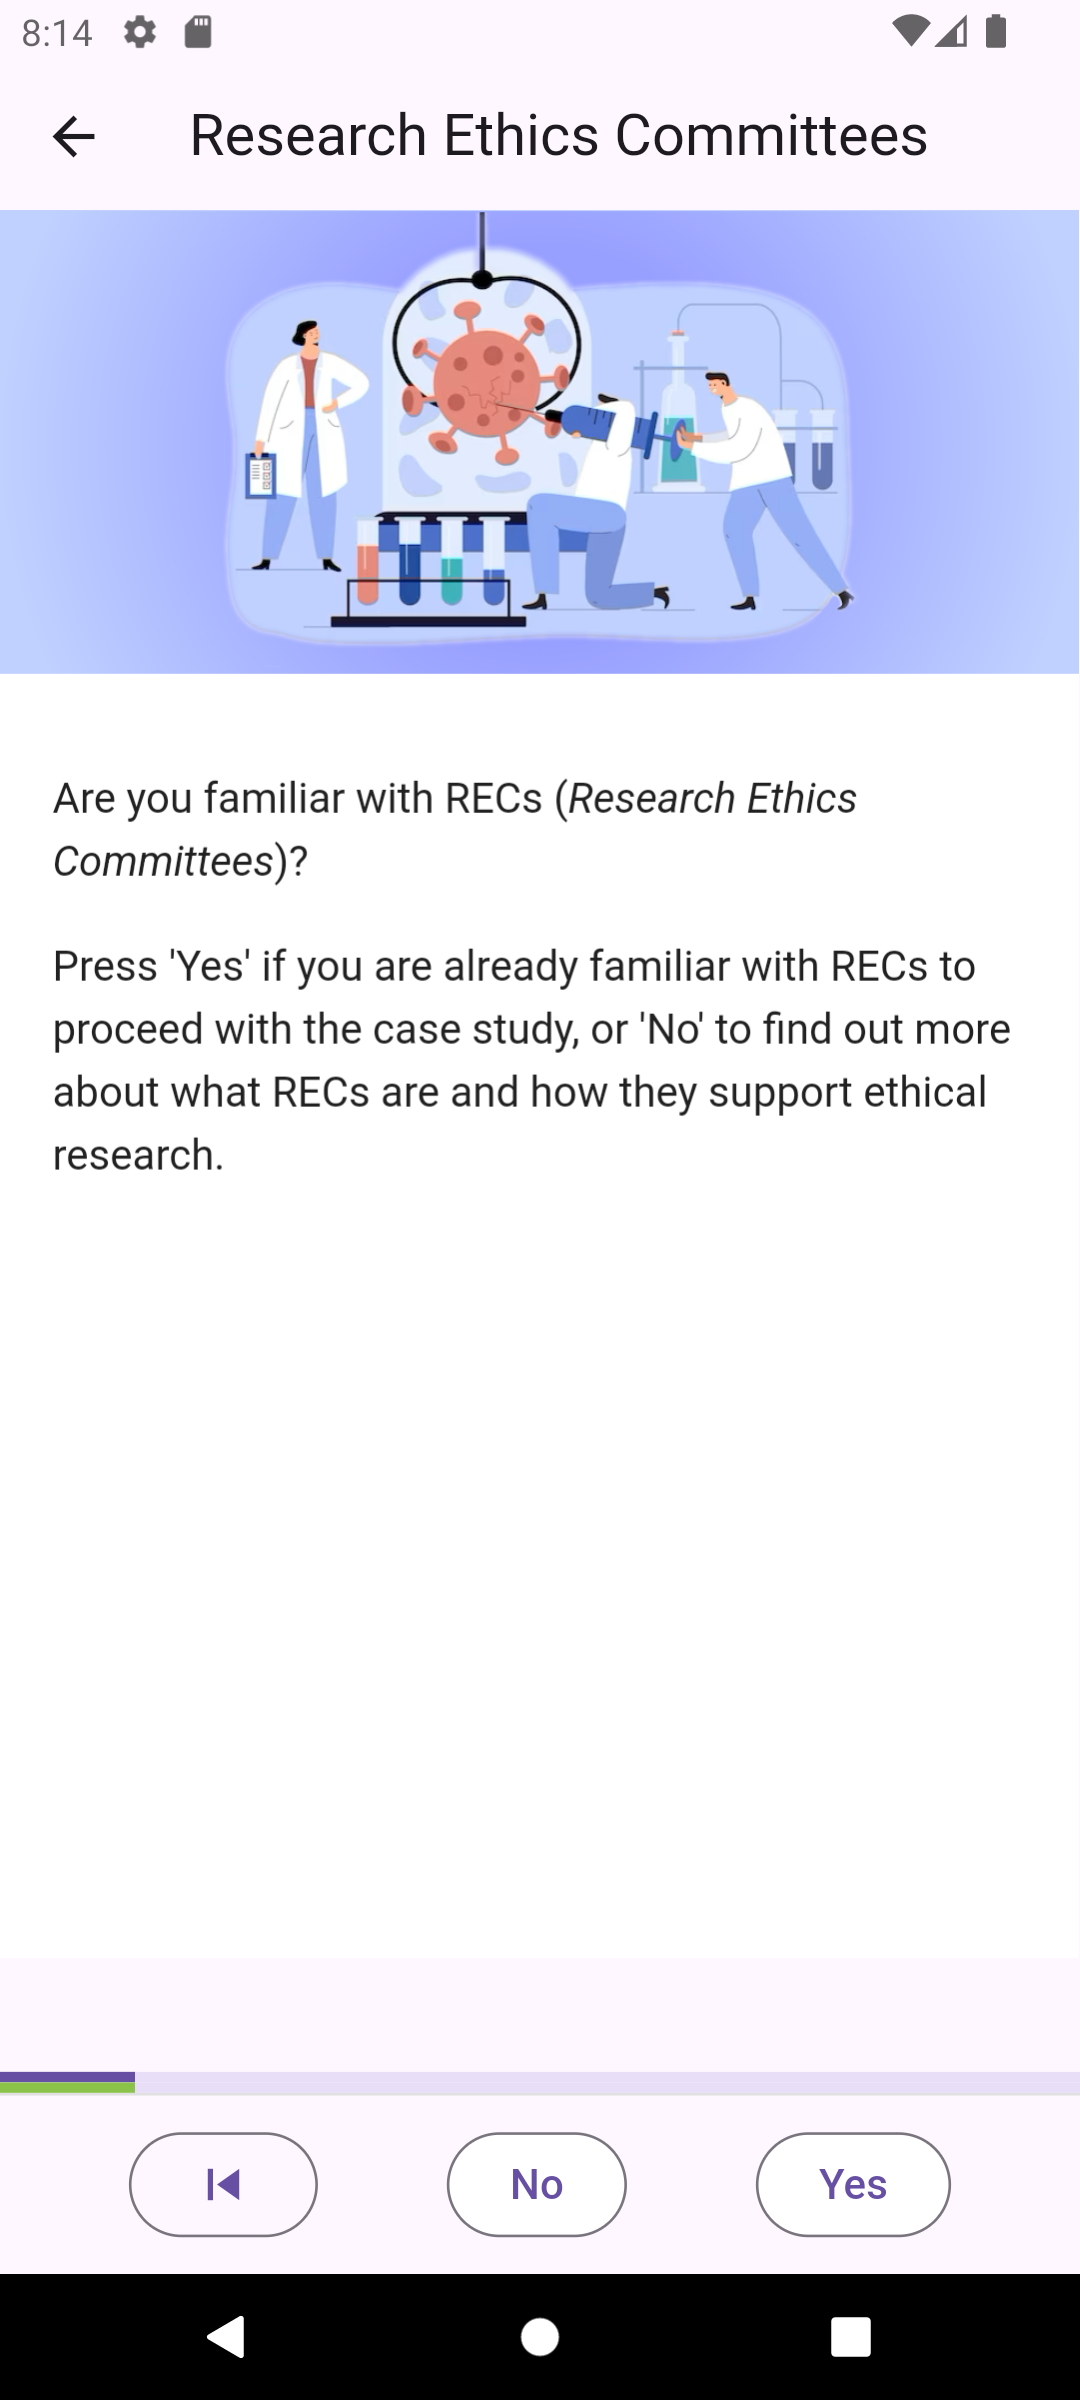 8:14
Research Ethics Committees
Are you familiar with RECs (Research Ethics
Committees)?
Press 'Yes' if you are already familiar with RECs to
proceed with the case study, or 'No' to find out more
about what RECs are and how they support ethical
research.
No
Yes